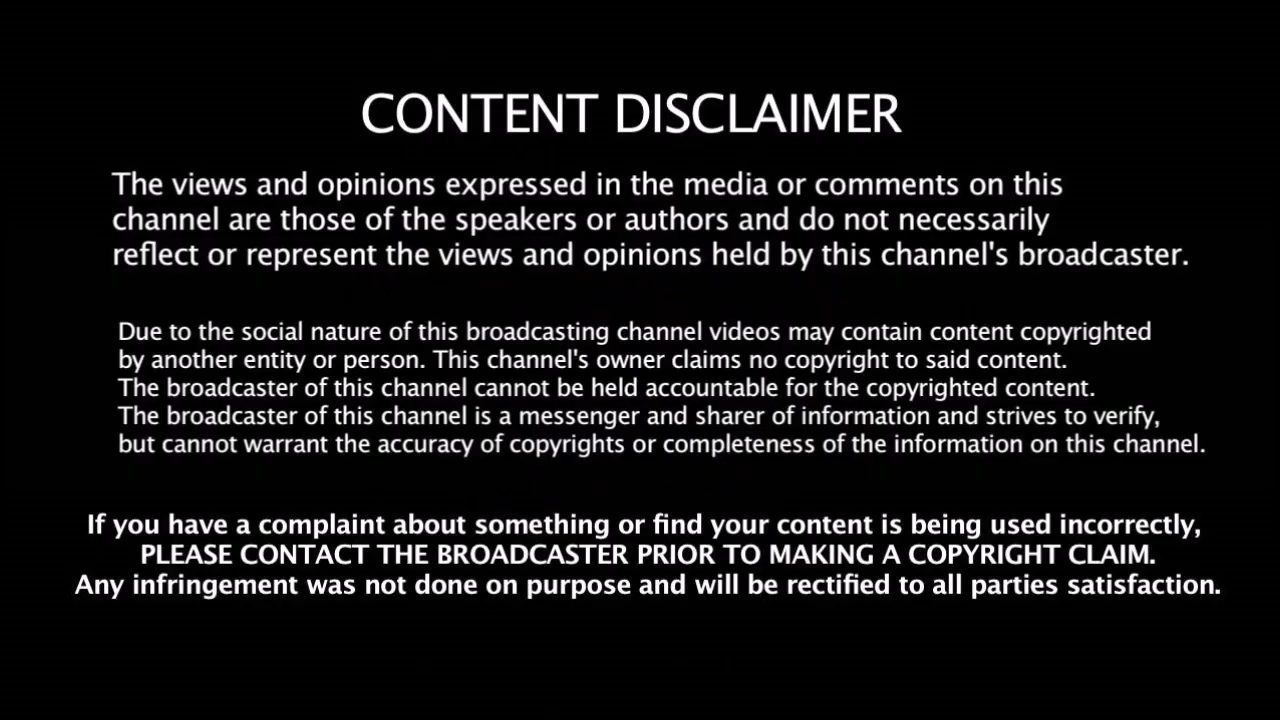 CONTENT DISCLAIMER
The views and opinions expressed in the media or comments on this
channel are those of the speakers or authors and do not necessarily
reflect or represent the views and opinions held by this channel's broadcaster.
Due to the social nature of this broadcasting channel videos may contain content copyrighted
by another entity or person. This channel's owner claims no copyright to said content.
The broadcaster of this channel cannot be held accountable for the copyrighted content.
The broadcaster of this channel is a messenger and sharer of information and strives to verify,
but cannot warrant the accuracy of copyrights or completeness of the information on this channel.
If you have a complaint about something or find your content is being used incorrectly,
PLEASE CONTACT THE BROADCASTER PRIOR TO MAKING A COPYRIGHT CLAIM.
Any infringement was not done on purpose and will be rectified to all parties satisfaction.